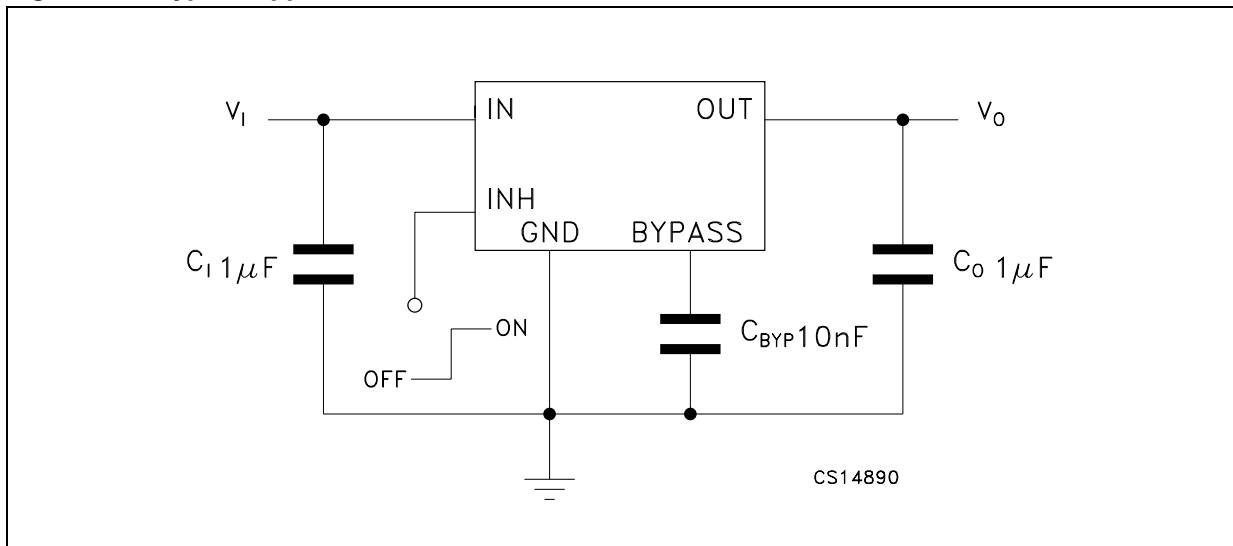 V_I
IN
OUT
V_O
INH
GND
BYPASS
C_I 1μF
C_O 1μF
C_BYP 10nF
ON
OFF
CS14890